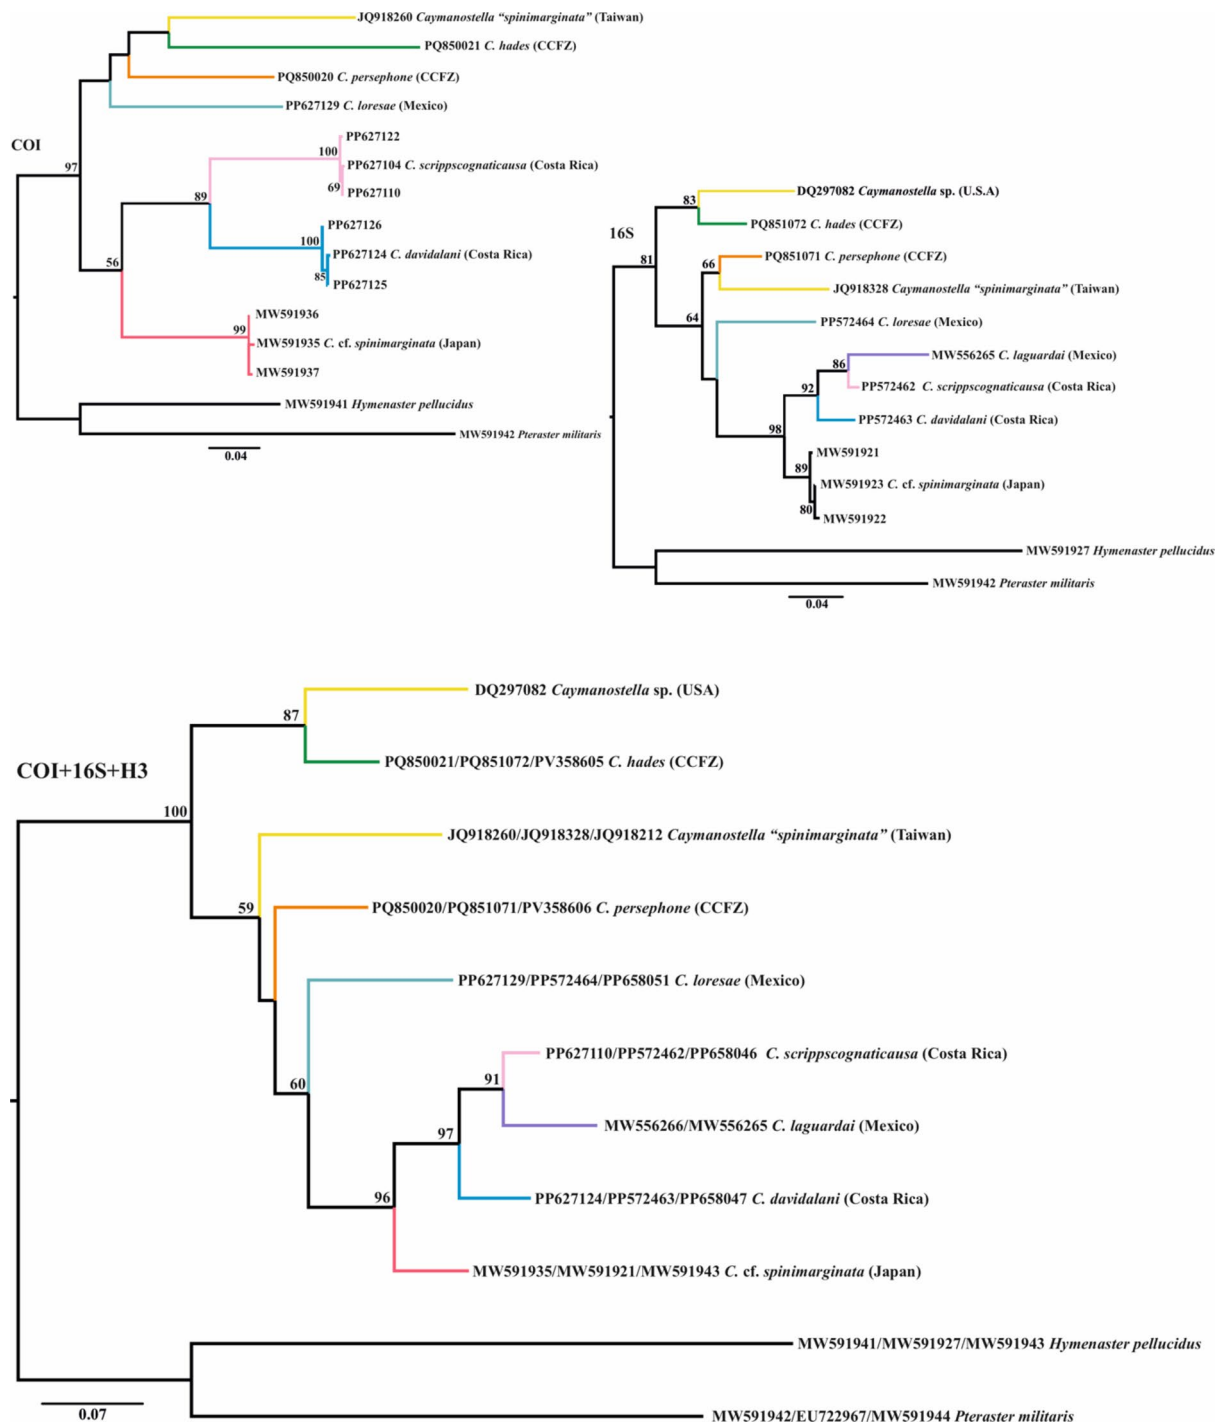 JQ918260 Caymanostella “spinimarginata” (Taiwan)
PQ850021 C. hades (CCFZ)
PQ850020 C. persephone (CCFZ)
PP627129 C. loresae (Mexico)
COI
97
PP627122
100
PP627104 C. scrippscognaticausa (Costa Rica)
69
PP627110
89
PP627126
100
PP627124 C. davidalani (Costa Rica)
85
PP627125
56
MW591936
99
MW591935 C. cf. spinimarginata (Japan)
MW591937
MW591941 Hymenaster pellucidus
MW591942 Pteraster militaris
0.04
16S
83
DQ297082 Caymanostella sp. (U.S.A)
PQ851072 C. hades (CCFZ)
81
66
PQ851071 C. persephone (CCFZ)
JQ918328 Caymanostella “spinimarginata” (Taiwan)
64
PP572464 C. loresae (Mexico)
86
MW556265 C. laguardai (Mexico)
92
PP572462 C. scrippscognaticausa (Costa Rica)
PP572463 C. davidalani (Costa Rica)
98
MW591921
89
MW591923 C. cf. spinimarginata (Japan)
80
MW591922
MW591927 Hymenaster pellucidus
MW591942 Pteraster militaris
0.04
COI+16S+H3
DQ297082 Caymanostella sp. (USA)
87
PQ850021/PQ851072/PV358605 C. hades (CCFZ)
100
JQ918260/JQ918328/JQ918212 Caymanostella “spinimarginata” (Taiwan)
59
PQ850020/PQ851071/PV358606 C. persephone (CCFZ)
PP627129/PP572464/PP658051 C. loresae (Mexico)
60
PP627110/PP572462/PP658046 C. scrippscognaticausa (Costa Rica)
91
MW556266/MW556265 C. laguardai (Mexico)
97
PP627124/PP572463/PP658047 C. davidalani (Costa Rica)
96
MW591935/MW591921/MW591943 C. cf. spinimarginata (Japan)
MW591941/MW591927/MW591943 Hymenaster pellucidus
MW591942/EU722967/MW591944 Pteraster militaris
0.07